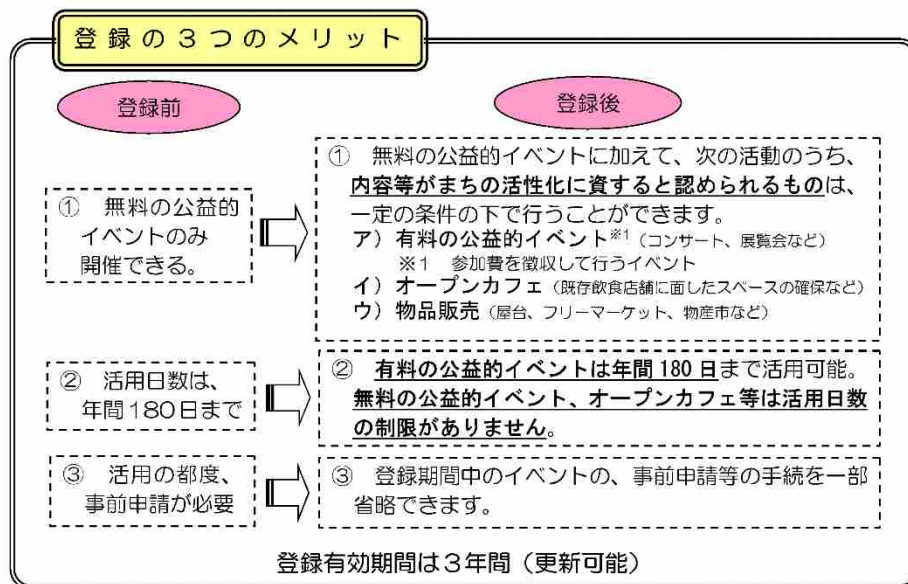 登録の3つのメリット
登録前
登録後
① 無料の公益的
イベントのみ
開催できる。
① 無料の公益的イベントに加えて、次の活動のうち、
内容等がまちの活性化に資すると認められるものは、
一定の条件の下で行うことができます。
ア）有料の公益的イベント※1（コンサート、展覧会など）
※1 参加費を徴収して行うイベント
イ）オープンカフェ（既存飲食店舗に面したスペースの確保など）
ウ）物品販売（屋台、フリーマーケット、物産市など）
② 活用日数は、
年間180日まで
② 有料の公益的イベントは年間180日まで活用可能。
無料の公益的イベント、オープンカフェ等は活用日数
の制限がありません。
③ 活用の都度、
事前申請が必要
③ 登録期間中のイベントの、事前申請等の手続を一部
省略できます。
登録有効期間は3年間（更新可能）